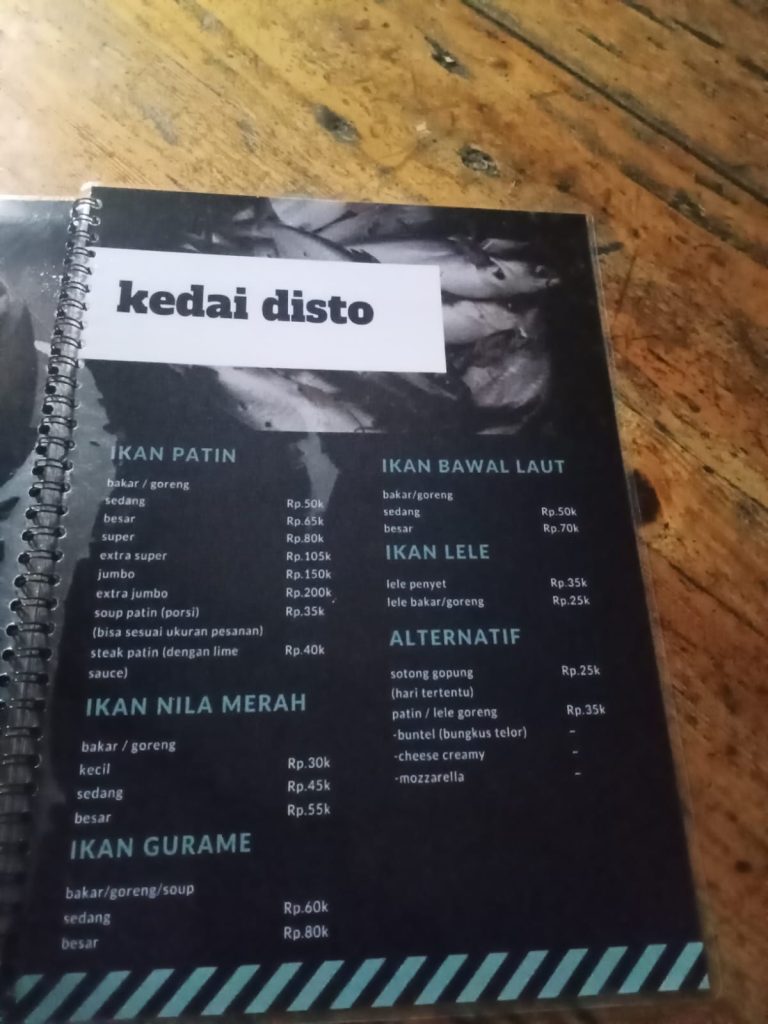 kedai disto
IKAN PATIN
bakar / goreng
sedang Rp.50k
besar Rp.65k
super Rp.80k
extra super Rp.105k
jumbo Rp.150k
extra jumbo Rp.200k
soup patin (porsi) Rp.35k
(bisa sesuai ukuran pesanan)
steak patin (dengan lime Rp.40k
sauce)
IKAN NILA MERAH
bakar / goreng
kecil Rp.30k
sedang Rp.45k
besar Rp.55k
IKAN GURAME
bakar/goreng/soup
sedang Rp.60k
besar Rp.80k
IKAN BAWAL LAUT
bakar/goreng
sedang Rp.50k
besar Rp.70k
IKAN LELE
lele penyet Rp.35k
lele bakar/goreng Rp.25k
ALTERNATIF
sotong gopung Rp.25k
(hari tertentu)
patin / lele goreng Rp.35k
-buntel (bungkus telor) ~
-cheese creamy ~
-mozzarella ~